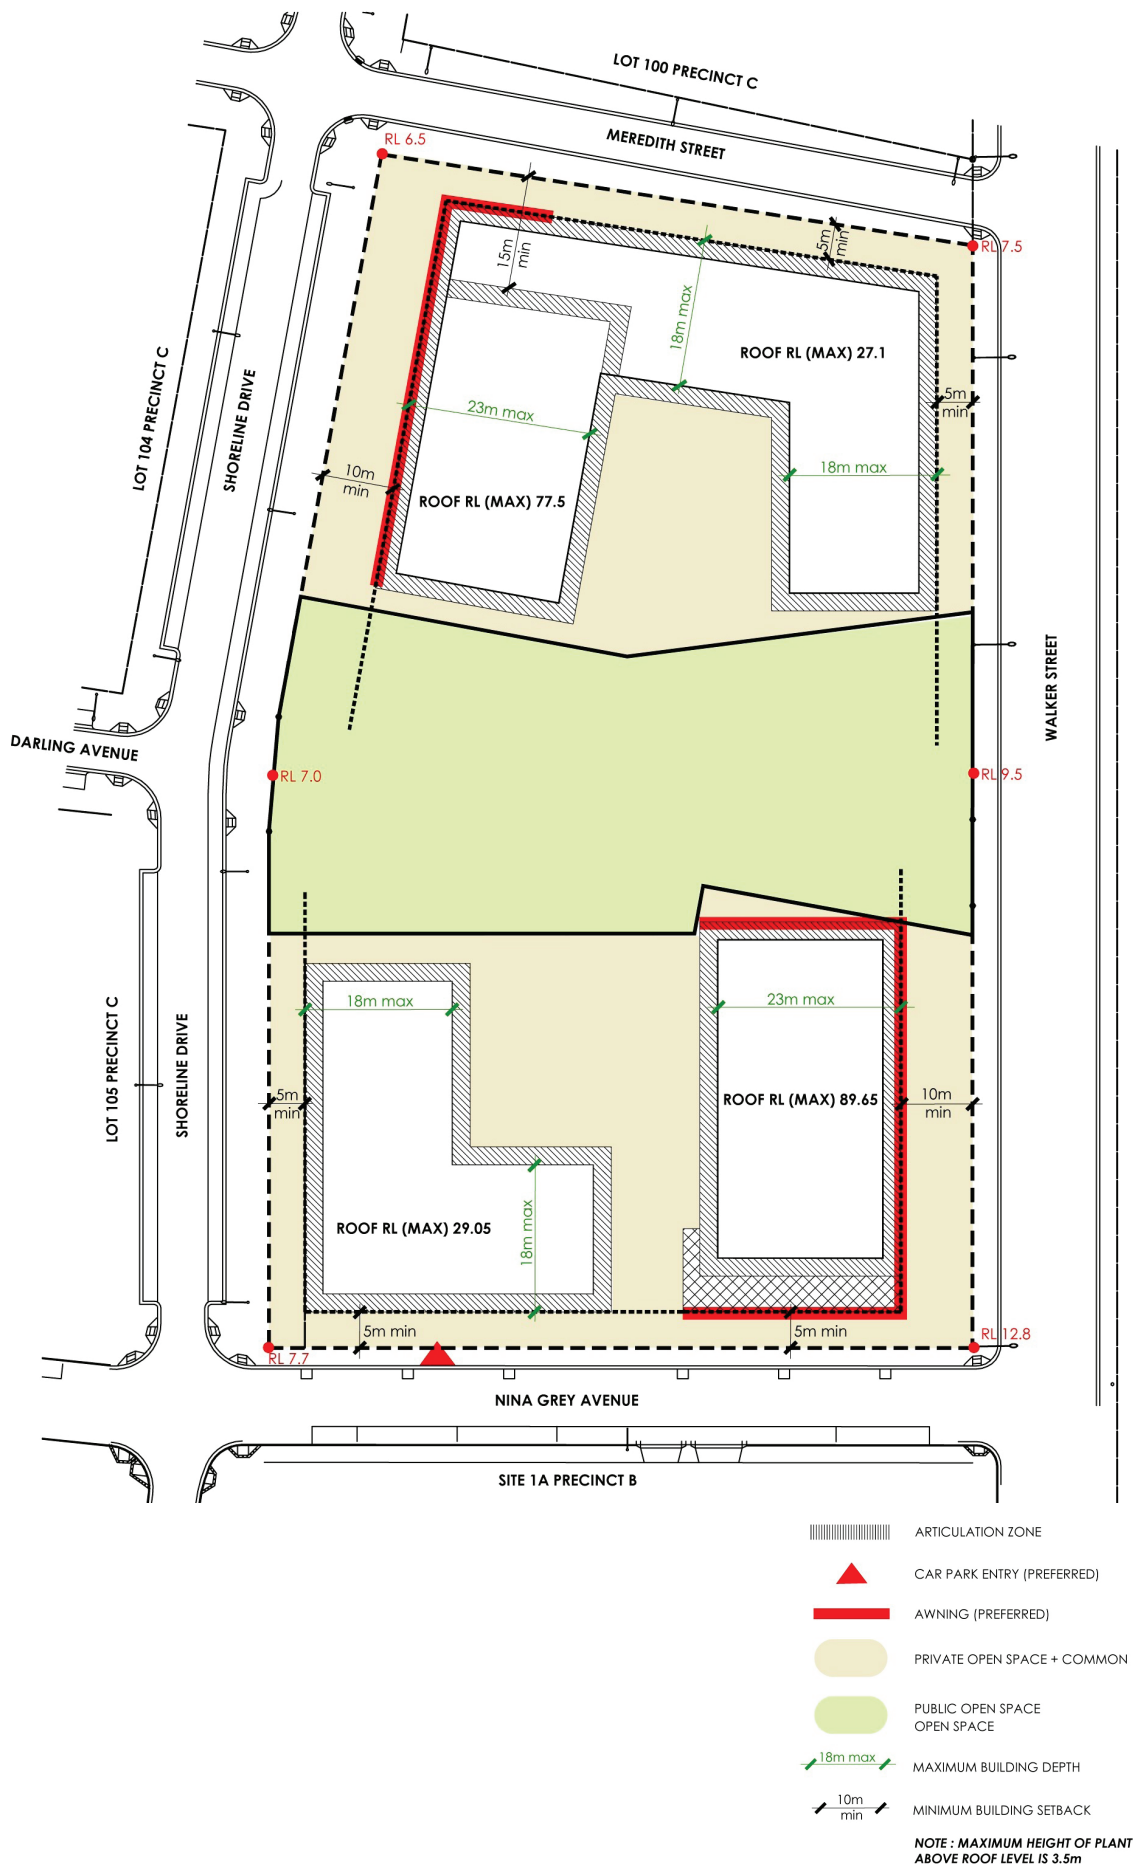 LOT 100 PRECINCT C
MEREDITH STREET
RL 6.5
RL 7.5
15m
min
5m
min
18m max
ROOF RL (MAX) 27.1
LOT 104 PRECINCT C
SHORELINE DRIVE
23m max
5m
min
10m
min
18m max
ROOF RL (MAX) 77.5
WALKER STREET
DARLING AVENUE
RL 7.0
RL 9.5
18m max
23m max
LOT 105 PRECINCT C
SHORELINE DRIVE
5m
min
ROOF RL (MAX) 89.65
10m
min
ROOF RL (MAX) 29.05
18m max
5m min
5m min
RL 12.8
RL 7.7
NINA GREY AVENUE
SITE 1A PRECINCT B
ARTICULATION ZONE
CAR PARK ENTRY (PREFERRED)
AWNING (PREFERRED)
PRIVATE OPEN SPACE + COMMON
PUBLIC OPEN SPACE
OPEN SPACE
18m max
MAXIMUM BUILDING DEPTH
10m
min
MINIMUM BUILDING SETBACK
NOTE : MAXIMUM HEIGHT OF PLANT
ABOVE ROOF LEVEL IS 3.5m